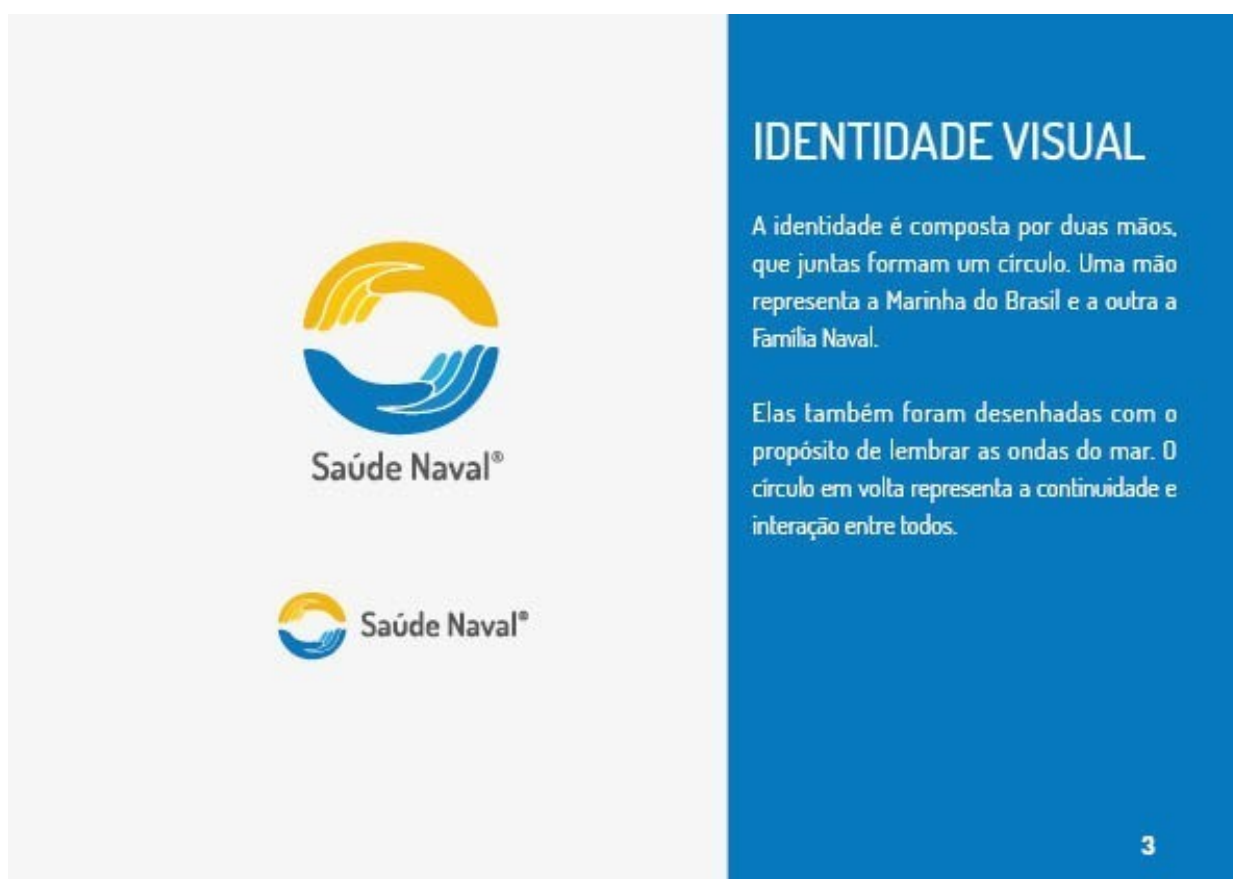 Saúde Naval®
Saúde Naval®
IDENTIDADE VISUAL
A identidade é composta por duas mãos,
que juntas formam um círculo. Uma mão
representa a Marinha do Brasil e a outra a
Família Naval.
Elas também foram desenhadas com o
propósito de lembrar as ondas do mar. O
círculo em volta representa a continuidade e
interação entre todos.
3